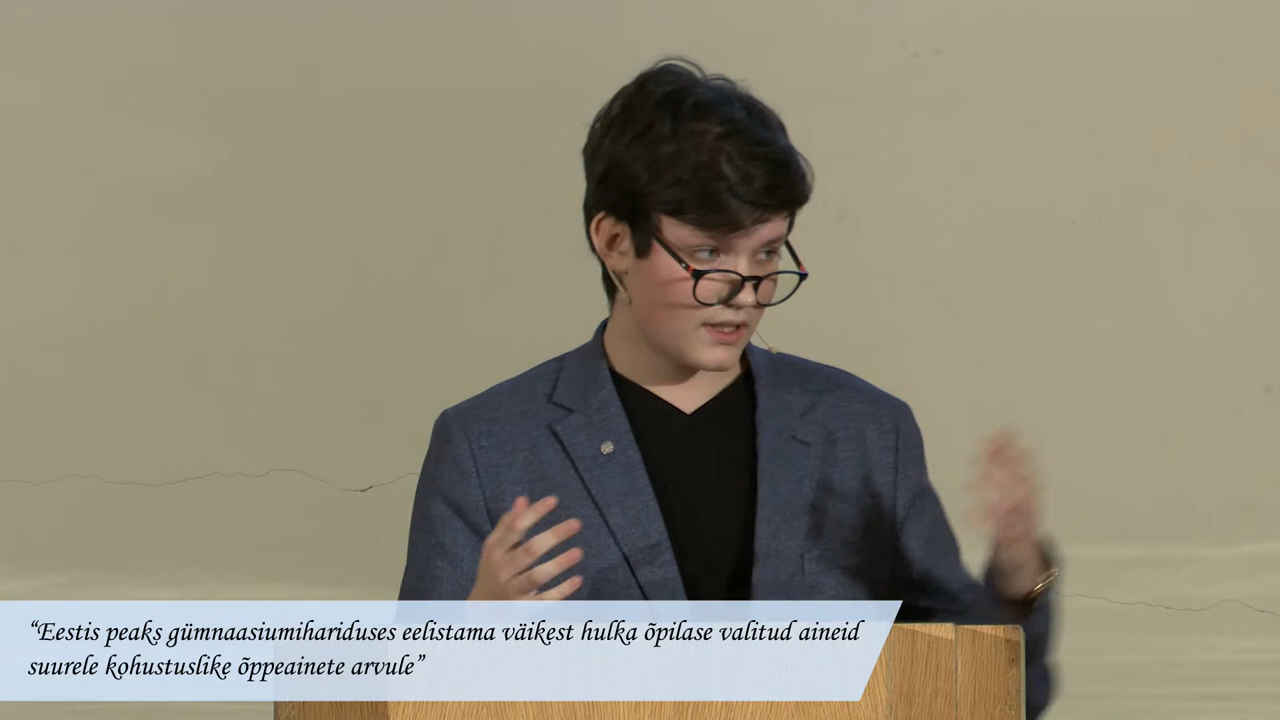 “Eestis peaks gümnaasiumihariduses eelistama väikest hulka õpilase valitud aineid
suurele kohustuslike õppeainete arvule”